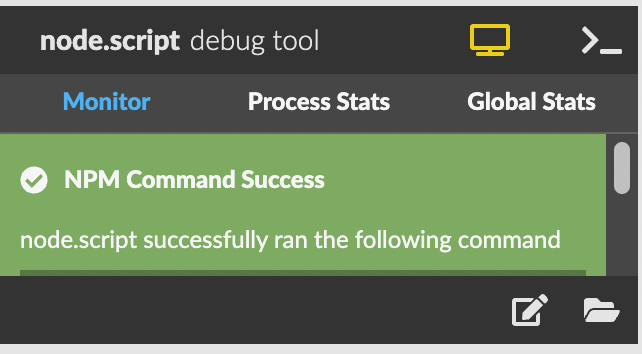 node.script debug tool
Monitor Process Stats Global Stats
NPM Command Success
node.script successfully ran the following command